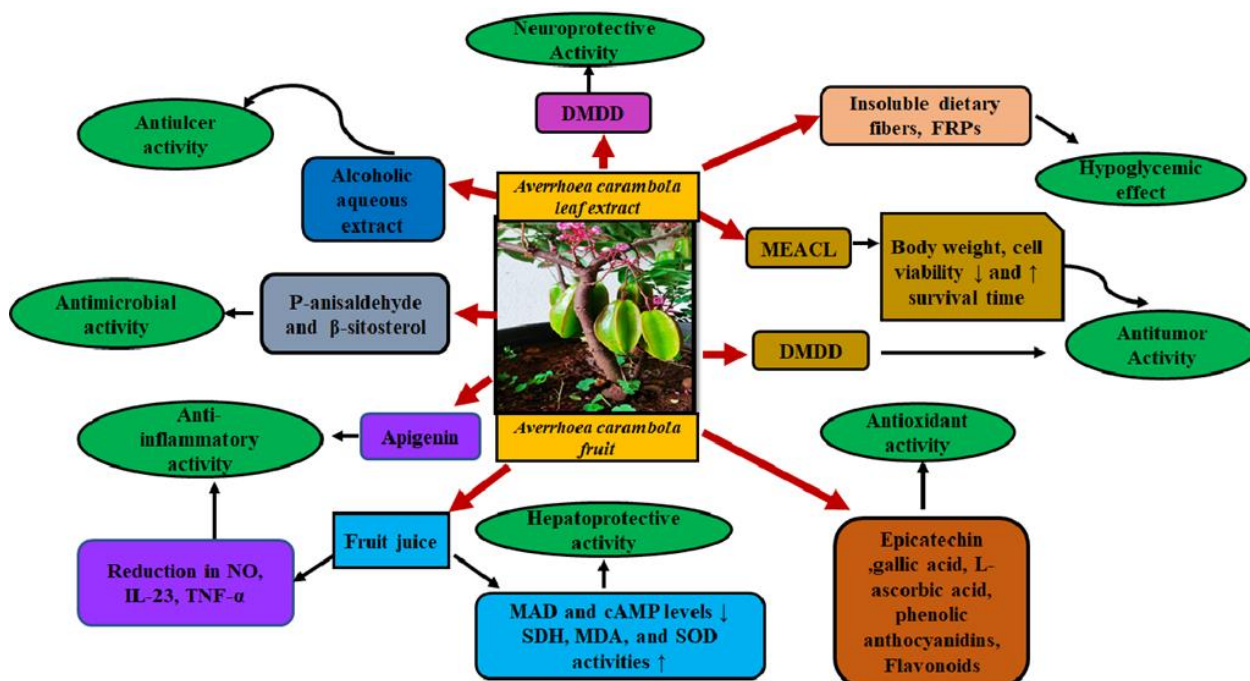 Neuroprotective
Activity
DMDD
Insoluble dietary
fibers, FRPs
Antiulcer
activity
Hypoglycemic
effect
Alcoholic
aqueous
extract
Averrhoea carambola
leaf extract
MEACL
Body weight, cell
viability ↓ and ↑
survival time
Antimicrobial
activity
P-anisaldehyde
and β-sitosterol
DMDD
Antitumor
Activity
Anti-
inflammatory
activity
Apigenin
Averrhoea carambola
fruit
Antioxidant
activity
Fruit juice
Hepatoprotective
activity
Reduction in NO,
IL-23, TNF-α
MAD and cAMP levels ↓
SDH, MDA, and SOD
activities ↑
Epicatechin
,gallic acid, L-
ascorbic acid,
phenolic
anthocyanidins,
Flavonoids